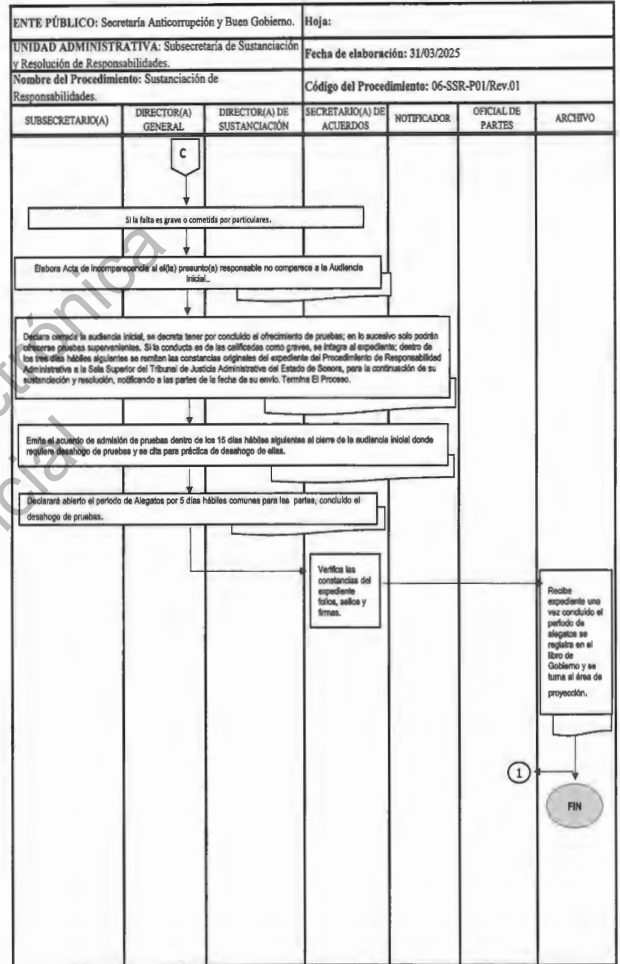 ENTE PÚBLICO: Secretaría Anticorrupción y Buen Gobierno.
Hoja:
UNIDAD ADMINISTRATIVA: Subsecretaria de Sustanciación
y Resolución de Responsabilidades.
Fecha de elaboración: 31/03/2025
Nombre del Procedimiento: Sustanciación de
Responsabilidades.
Código del Procedimiento: 06-SSR-P01/Rev.01
SUBSECRETARIO(A)
DIRECTOR(A)
GENERAL
DIRECTOR(A) DE
SUSTANCIACIÓN
SECRETARIO(A) DE
ACUERDOS
NOTIFICADOR
OFICIAL DE
PARTES
ARCHIVO
C
Si la falta es grave o cometida por particulares.
Elabora Acta de incomparecencia si el(la) presunto(a) responsable no comparece a la Audiencia
Inicial..
Declara cerrada la audiencia inicial, se decreta tener por concluido el ofrecimiento de pruebas; en lo sucesivo solo podrán
ofrecerse pruebas supervenientes. Si la conducta es de las calificadas como graves, se integra al expediente; dentro de
los tres días hábiles siguientes se remiten las constancias originales del expediente del Procedimiento de Responsabilidad
Administrativa a la Sala Superior del Tribunal de Justicia Administrativa del Estado de Sonora, para la continuación de su
sustanciación y resolución, notificando a las partes de la fecha de su envío. Termina El Proceso.
Emite el acuerdo de admisión de pruebas dentro de los 15 días hábiles siguientes al cierre de la audiencia inicial donde
requiere desahogo de pruebas y se cita para práctica de desahogo de ellas.
Declarará abierto el periodo de Alegatos por 5 días hábiles comunes para las partes, concluido el
desahogo de pruebas.
Verifica las
constancias del
expediente
folios, sellos y
firmas.
Recibe
expediente una
vez concluido el
periodo de
alegatos se
registra en el
libro de
Gobierno y se
turna al área de
proyección.
1
FIN